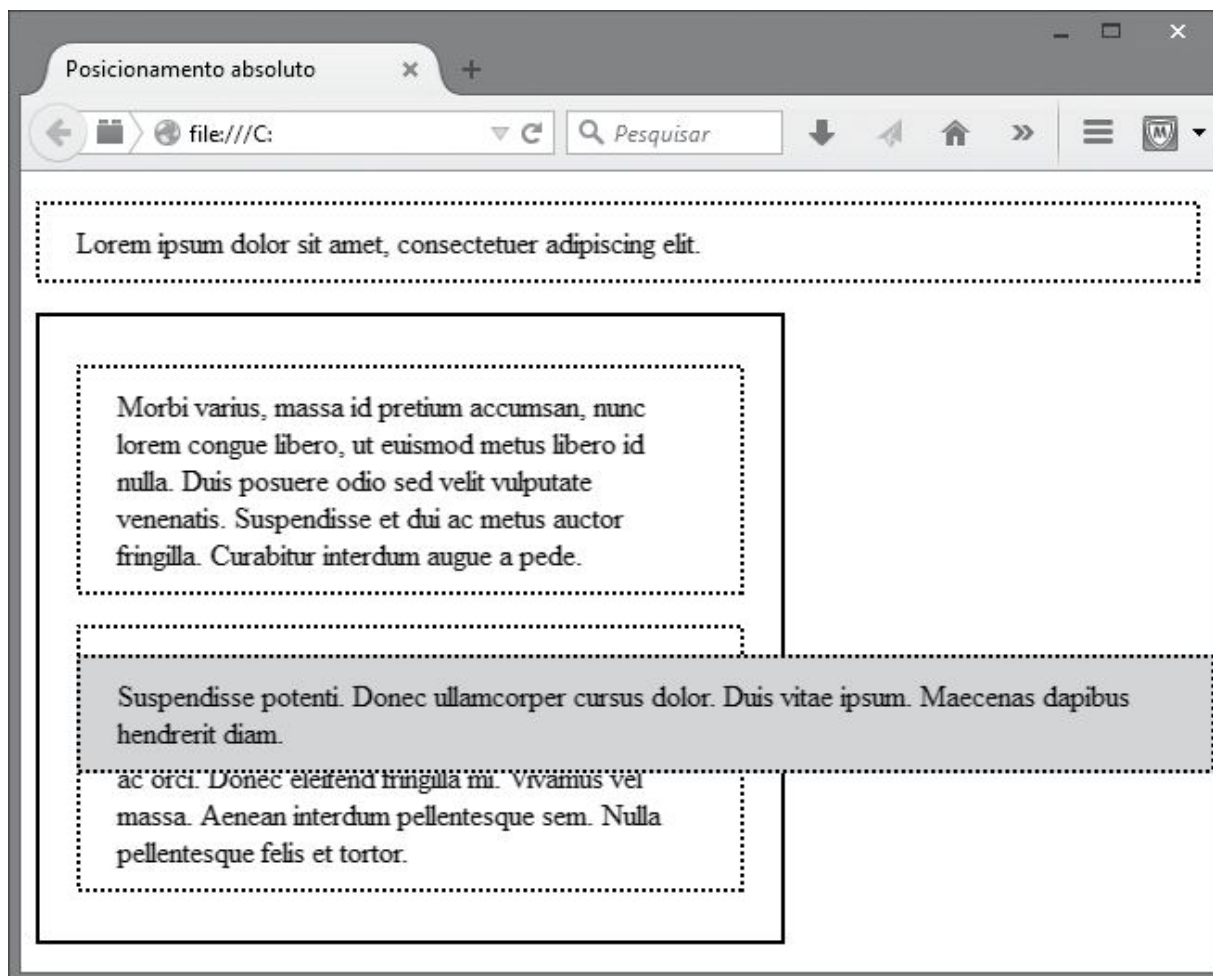 Posicionamento absoluto
file:///C:
Pesquisar
Lorem ipsum dolor sit amet, consectetuer adipiscing elit.
Morbi varius, massa id pretium accumsan, nunc
lorem congue libero, ut euismod metus libero id
nulla. Duis posuere odio sed velit vulputate
venenatis. Suspendisse et dui ac metus auctor
fringilla. Curabitur interdum augue a pede.
Suspendisse potenti. Donec ullamcorper cursus dolor. Duis vitae ipsum. Maecenas dapibus
hendrerit diam.
ac orci. Donec eleifend fringilla mi. Vivamus vel
massa. Aenean interdum pellentesque sem. Nulla
pellentesque felis et tortor.